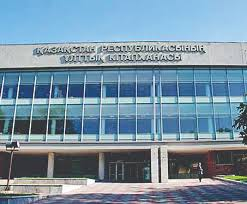 ҚАЗАҚСТАН РЕСПУБЛИКАСЫНЫҢ
ҰЛТТЫҚ КІТАПХАНАСЫ